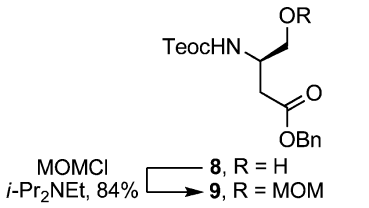 OR
TeocHN
O
OBn
MOMCl 8, R = H
i-Pr2NEt, 84% 9, R = MOM